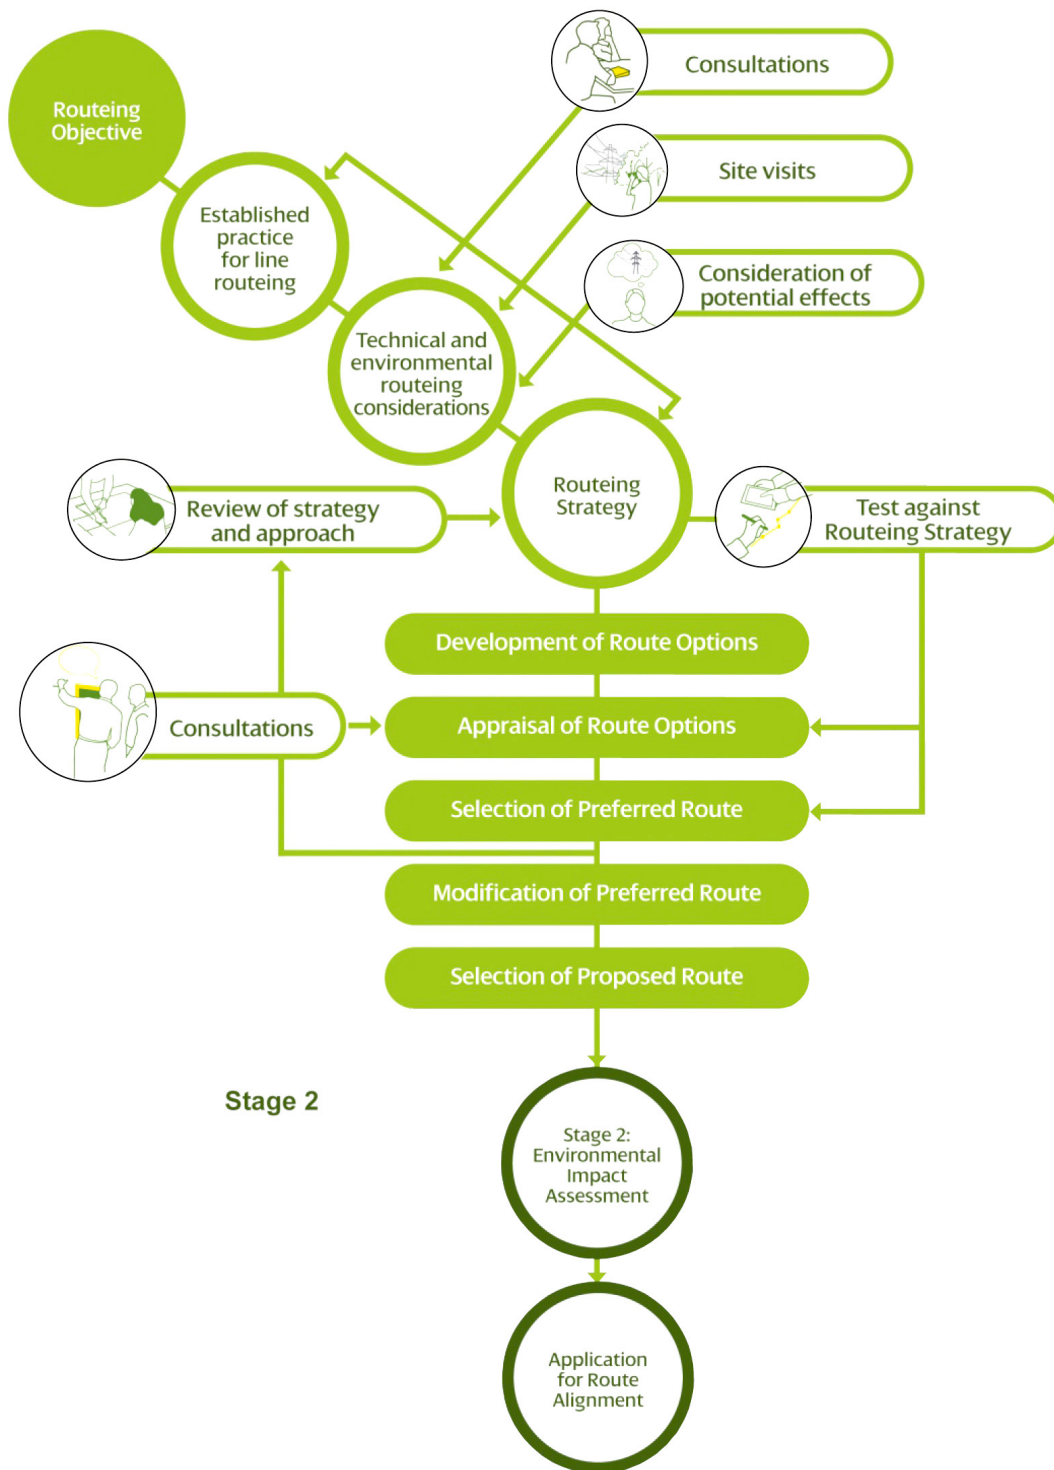 Routeing
Objective
Consultations
Site visits
Established
practice
for line
routeing
Consideration of
potential effects
Technical and
environmental
routeing
considerations
Routeing
Strategy
Review of strategy
and approach
Test against
Routeing Strategy
Development of Route Options
Consultations
Appraisal of Route Options
Selection of Preferred Route
Modification of Preferred Route
Selection of Proposed Route
Stage 2
Stage 2:
Environmental
Impact
Assessment
Application
for Route
Alignment